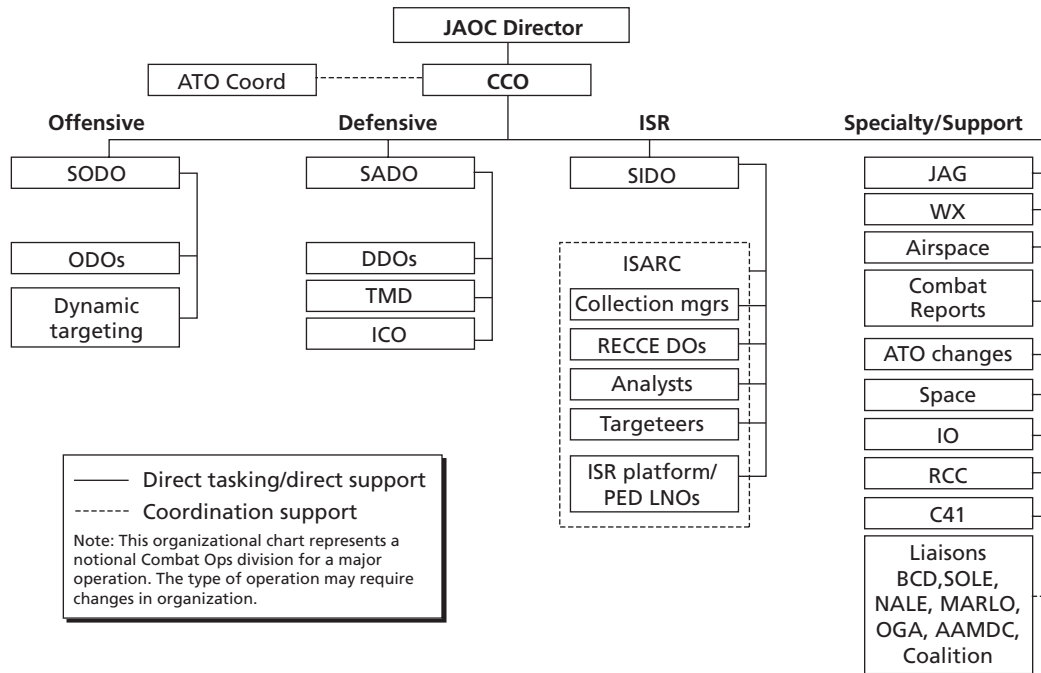 JAOC Director
ATO Coord
CCO
Offensive
Defensive
ISR
Specialty/Support
SODO
ODOs
Dynamic
targeting
SADO
DDOs
TMD
ICO
SIDO
ISARC
Collection mgrs
RECCE DOs
Analysts
Targeteers
ISR platform/
PED LNOs
JAG
WX
Airspace
Combat
Reports
ATO changes
Space
IO
RCC
C41
Liaisons
BCD,SOLE,
NALE, MARLO,
OGA, AAMDC,
Coalition
Direct tasking/direct support
Coordination support
Note: This organizational chart represents a
notional Combat Ops division for a major
operation. The type of operation may require
changes in organization.